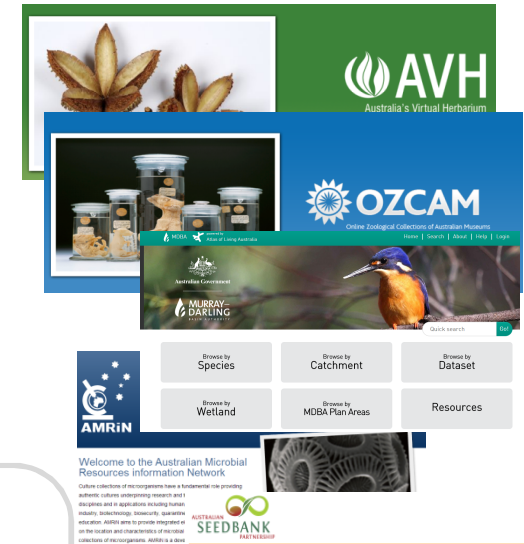 AVH
Australia's Virtual Herbarium
OZCAM
Online Zoological Collections of Australian Museums
MDBA
Atlas of Living Australia
Home | Search | About | Help | Login
Australian Government
MURRAY–
DARLING
BASIN AUTHORITY
Quick search
Go!
Browse by
Species
Browse by
Catchment
Browse by
Dataset
Browse by
Wetland
Browse by
MDBA Plan Areas
Resources
AMRiN
Welcome to the Australian Microbial
Resources information Network
Culture collections of microorganisms have a fundamental role providing
authentic cultures underpinning research and
disciplines and in applications including human
industry, biotechnology, biosecurity, quarantine
education. AMRiN aims to provide integrated
on the location and characteristics of microbial
collections of microorganisms. AMRiN is a
AUSTRALIAN
SEEDBANK
PARTNERSHIP